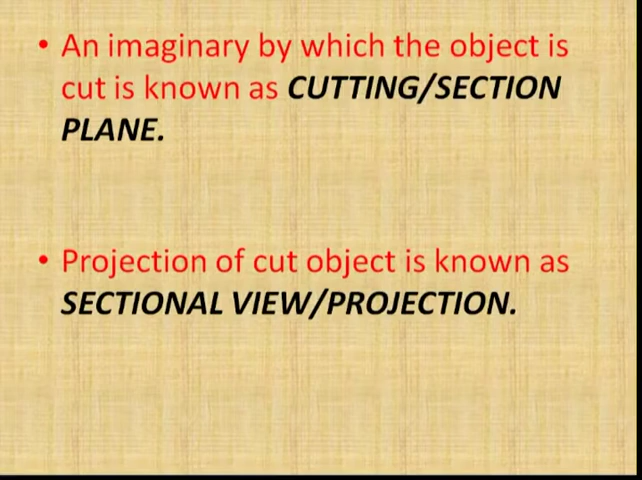 • An imaginary by which the object is
cut is known as CUTTING/SECTION
PLANE.
• Projection of cut object is known as
SECTIONAL VIEW/PROJECTION.